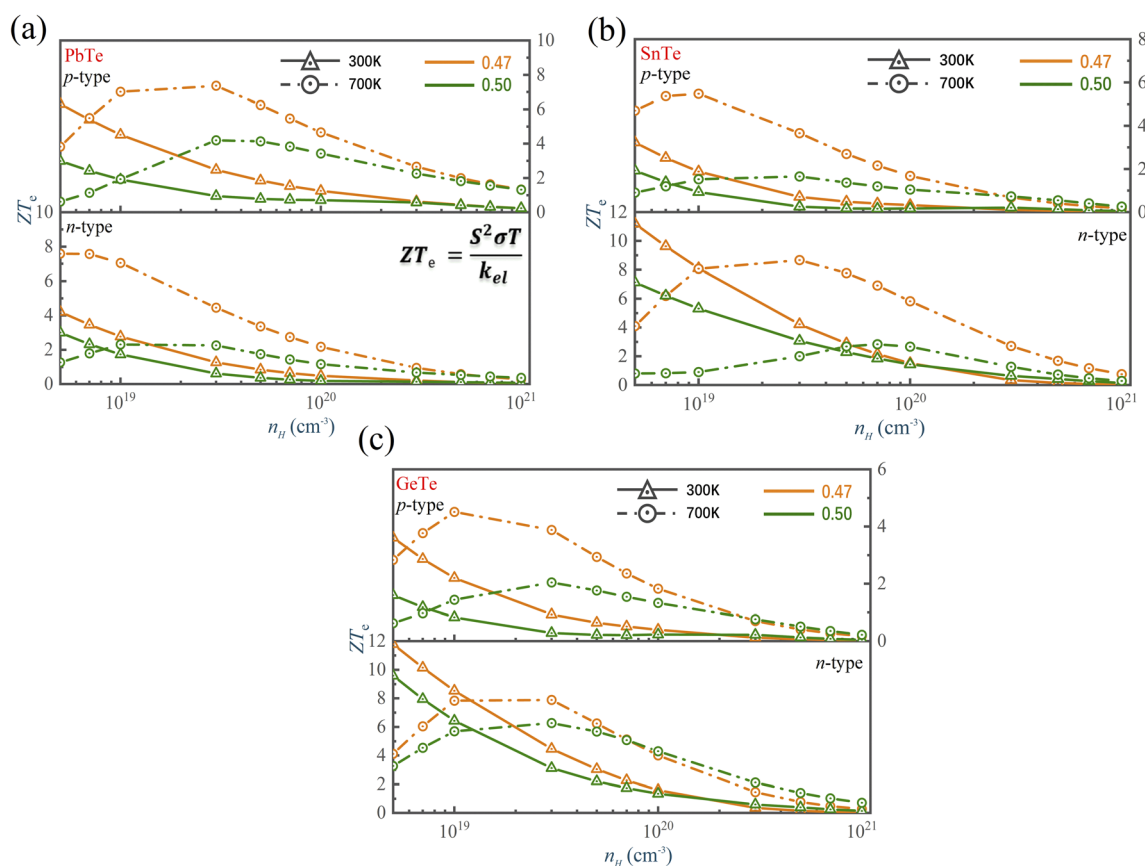 (a)
PbTe
p-type
300K
700K
0.47
0.50
10
8
6
4
2
0
ZTe
n-type
ZTe = S²σT / kel
10
8
6
4
2
0
10¹⁹
10²⁰
10²¹
nH (cm⁻³)
(b)
SnTe
p-type
300K
700K
0.47
0.50
8
6
4
2
0
ZTe
n-type
12
10
8
6
4
2
0
10¹⁹
10²⁰
10²¹
nH (cm⁻³)
(c)
GeTe
p-type
300K
700K
0.47
0.50
6
4
2
0
ZTe
n-type
12
10
8
6
4
2
0
10¹⁹
10²⁰
10²¹
nH (cm⁻³)